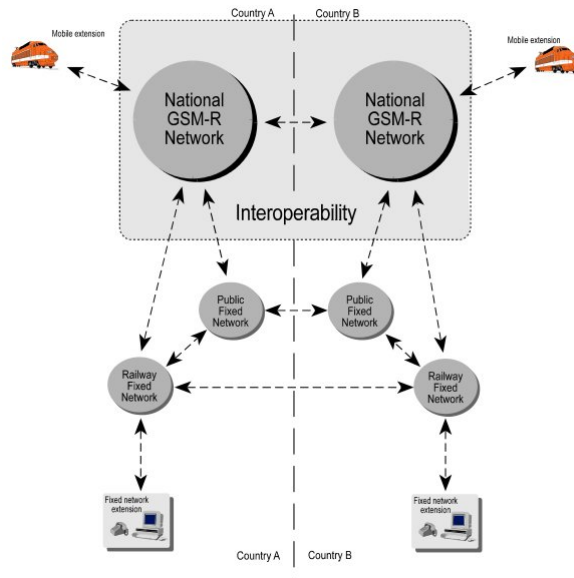 Country A
Country B
Mobile extension
Mobile extension
National
GSM-R
Network
National
GSM-R
Network
Interoperability
Public
Fixed
Network
Public
Fixed
Network
Railway
Fixed
Network
Railway
Fixed
Network
Fixed network
extension
Fixed network
extension
Country A
Country B